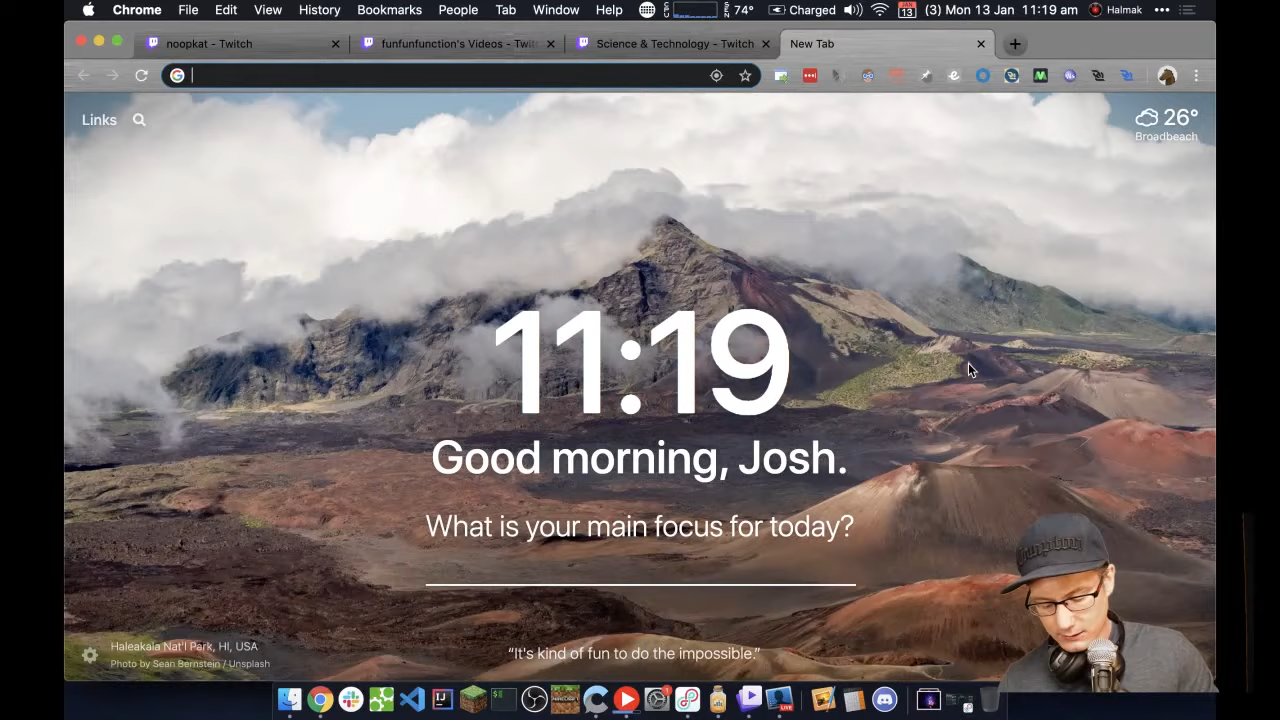 Chrome File Edit View History Bookmarks People Tab Window Help 74° Charged JAN 13 (3) Mon 13 Jan 11:19 am Halmak
noopkat - Twitch funfunfunction's Videos - Twit Science & Technology - Twitch New Tab
Links
26°
Broadbeach
11:19
Good morning, Josh.
What is your main focus for today?
Haleakala Nat'l Park, HI, USA
Photo by Sean Bernstein / Unsplash
“It's kind of fun to do the impossible.”